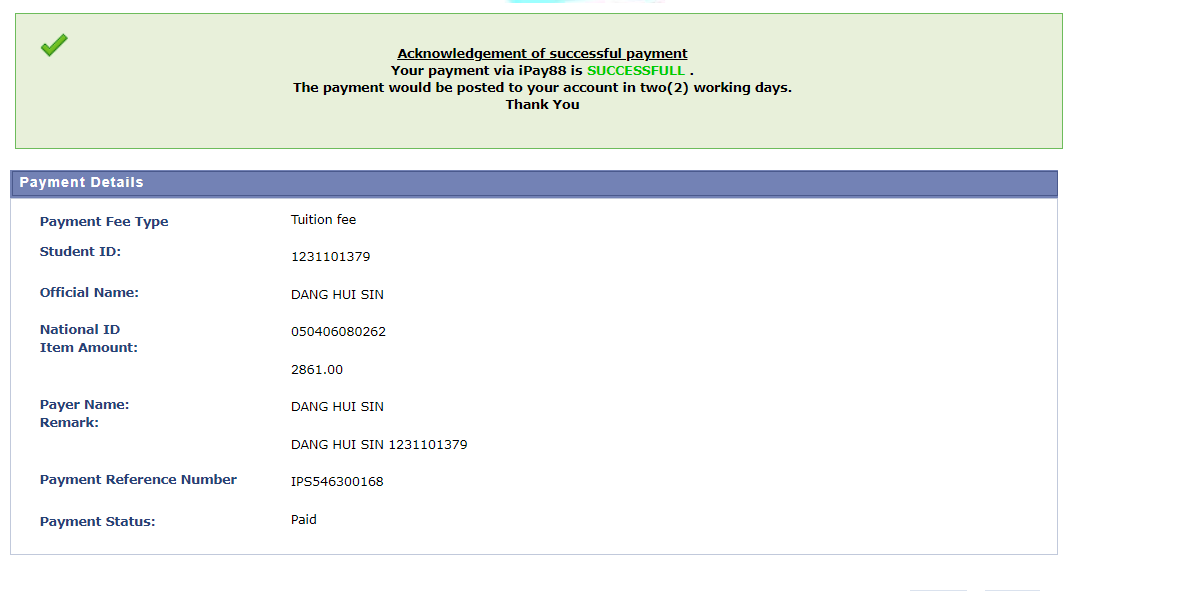 Acknowledgement of successful payment
Your payment via iPay88 is SUCCESSFULL .
The payment would be posted to your account in two(2) working days.
Thank You
Payment Details
Payment Fee Type Tuition fee
Student ID: 1231101379
Official Name: DANG HUI SIN
National ID 050406080262
Item Amount: 2861.00
Payer Name: DANG HUI SIN
Remark: DANG HUI SIN 1231101379
Payment Reference Number IPS546300168
Payment Status: Paid